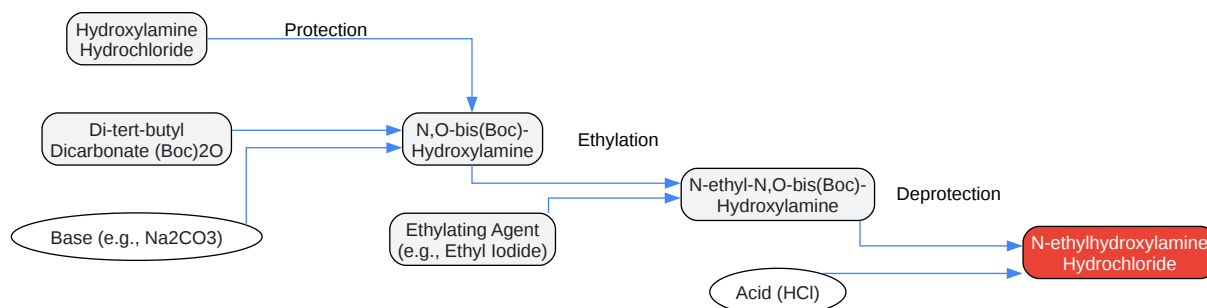 Hydroxylamine
Hydrochloride
Protection
Di-tert-butyl
Dicarbonate (Boc)2O
N,O-bis(Boc)-
Hydroxylamine
Ethylation
Base (e.g., Na2CO3)
Ethylating Agent
(e.g., Ethyl Iodide)
N-ethyl-N,O-bis(Boc)-
Hydroxylamine
Deprotection
Acid (HCl)
N-ethylhydroxylamine
Hydrochloride